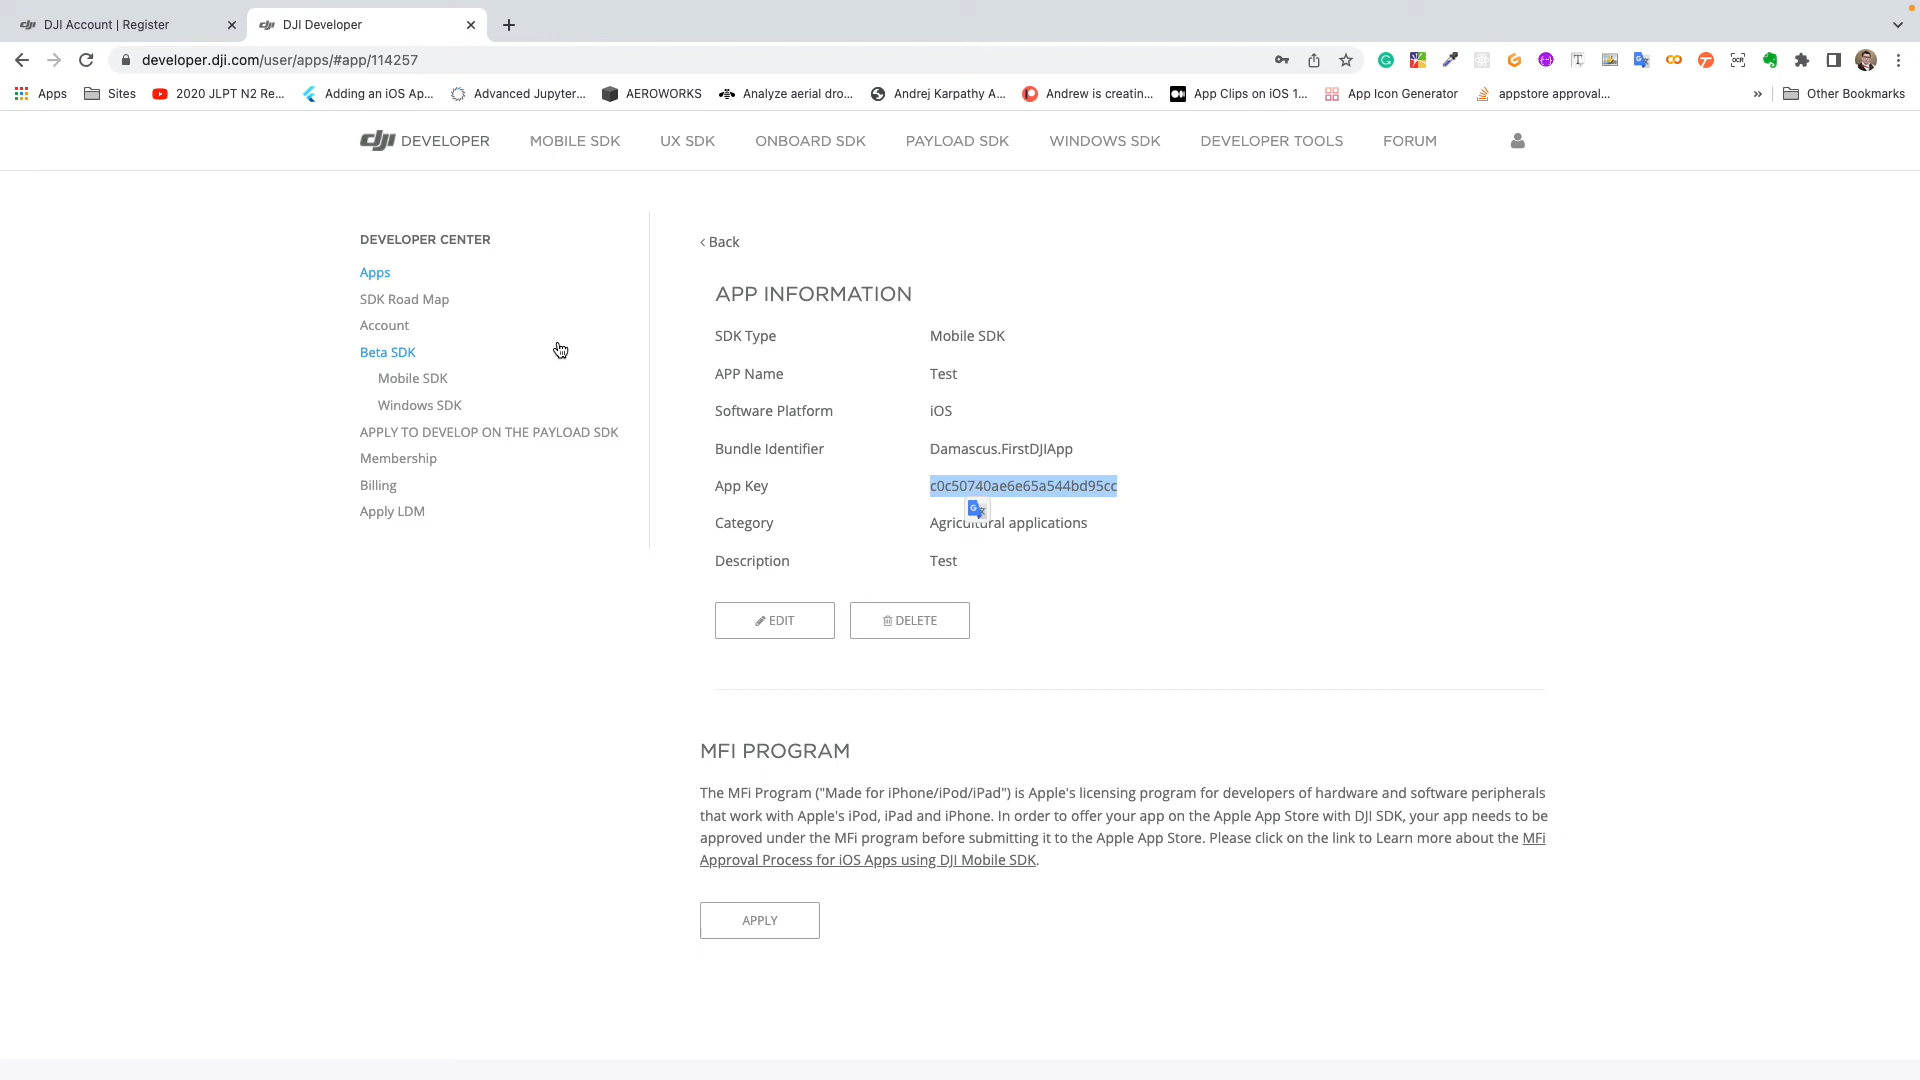 DJI Account | Register
DJI Developer
developer.dji.com/user/apps/#app/114257
Apps
Sites
2020 JLPT N2 Re...
Adding an iOS Ap...
Advanced Jupyter...
AEROWORKS
Analyze aerial dro...
Andrej Karpathy A...
Andrew is creatin...
App Clips on iOS 1...
App Icon Generator
appstore approval...
»
Other Bookmarks
dji DEVELOPER
MOBILE SDK
UX SDK
ONBOARD SDK
PAYLOAD SDK
WINDOWS SDK
DEVELOPER TOOLS
FORUM
DEVELOPER CENTER
Apps
SDK Road Map
Account
Beta SDK
Mobile SDK
Windows SDK
APPLY TO DEVELOP ON THE PAYLOAD SDK
Membership
Billing
Apply LDM
‹ Back
APP INFORMATION
SDK Type Mobile SDK
APP Name Test
Software Platform iOS
Bundle Identifier Damascus.FirstDJIApp
App Key c0c50740ae6e65a544bd95cc
Category Agricultural applications
Description Test
EDIT
DELETE
MFI PROGRAM
The MFi Program ("Made for iPhone/iPod/iPad") is Apple's licensing program for developers of hardware and software peripherals
that work with Apple's iPod, iPad and iPhone. In order to offer your app on the Apple App Store with DJI SDK, your app needs to be
approved under the MFi program before submitting it to the Apple App Store. Please click on the link to Learn more about the MFi
Approval Process for iOS Apps using DJI Mobile SDK.
APPLY